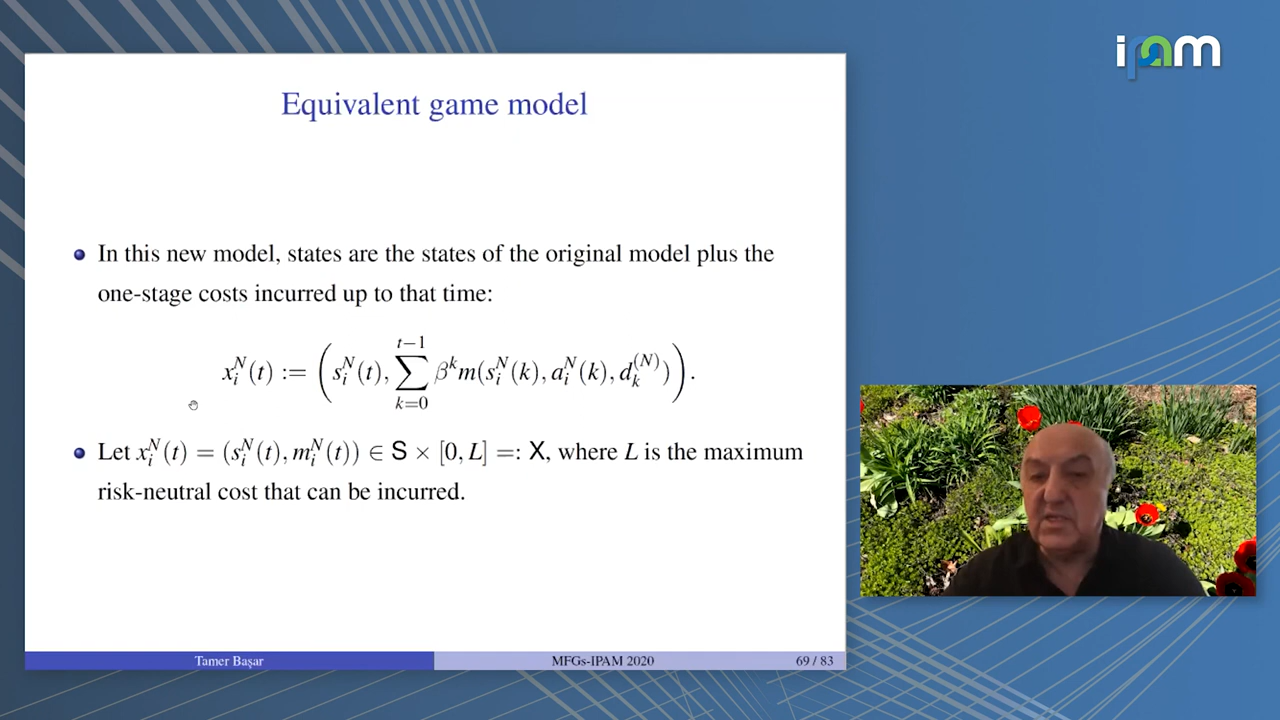 ipam
Equivalent game model
In this new model, states are the states of the original model plus the
one-stage costs incurred up to that time:
$x_i^N(t) := \left( s_i^N(t), \sum_{k=0}^{t-1} \beta^k m(s_i^N(k), a_i^N(k), d_k^{(N)}) \right).$
Let $x_i^N(t) = (s_i^N(t), m_i^N(t)) \in \mathsf{S} \times [0, L] =: \mathsf{X}$, where $L$ is the maximum
risk-neutral cost that can be incurred.
Tamer Başar MFGs-IPAM 2020 69 / 83